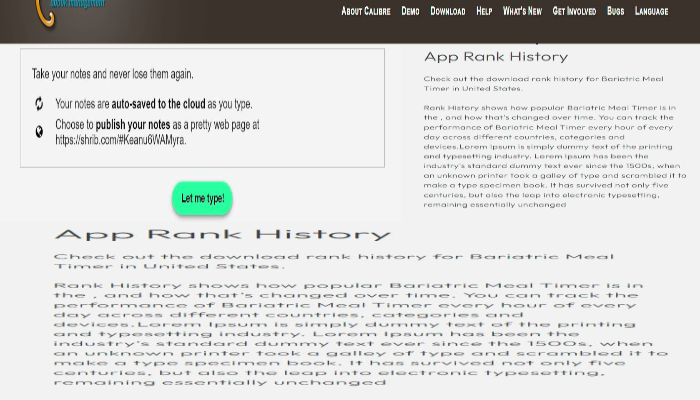 ebook management
About Calibre Demo Download Help What's New Get Involved Bugs Language
Take your notes and never lose them again.
Your notes are auto-saved to the cloud as you type.
Choose to publish your notes as a pretty web page at
https://shrib.com/#Keanu6WAMyra.
Let me type!
App Rank History
Check out the download rank history for Bariatric Meal
Timer in United States.
Rank History shows how popular Bariatric Meal Timer is in
the , and how that's changed over time. You can track the
performance of Bariatric Meal Timer every hour of every
day across different countries, categories and
devices.Lorem Ipsum is simply dummy text of the printing
and typesetting industry. Lorem Ipsum has been the
industry's standard dummy text ever since the 1500s, when
an unknown printer took a galley of type and scrambled it to
make a type specimen book. It has survived not only five
centuries, but also the leap into electronic typesetting,
remaining essentially unchanged
App Rank History
Check out the download rank history for Bariatric Meal
Timer in United States.
Rank History shows how popular Bariatric Meal Timer is in
the , and how that's changed over time. You can track the
performance of Bariatric Meal Timer every hour of every
day across different countries, categories and
devices.Lorem Ipsum is simply dummy text of the printing
and typesetting industry. Lorem Ipsum has been the
industry's standard dummy text ever since the 1500s, when
an unknown printer took a galley of type and scrambled it to
make a type specimen book. It has survived not only five
centuries, but also the leap into electronic typesetting,
remaining essentially unchanged